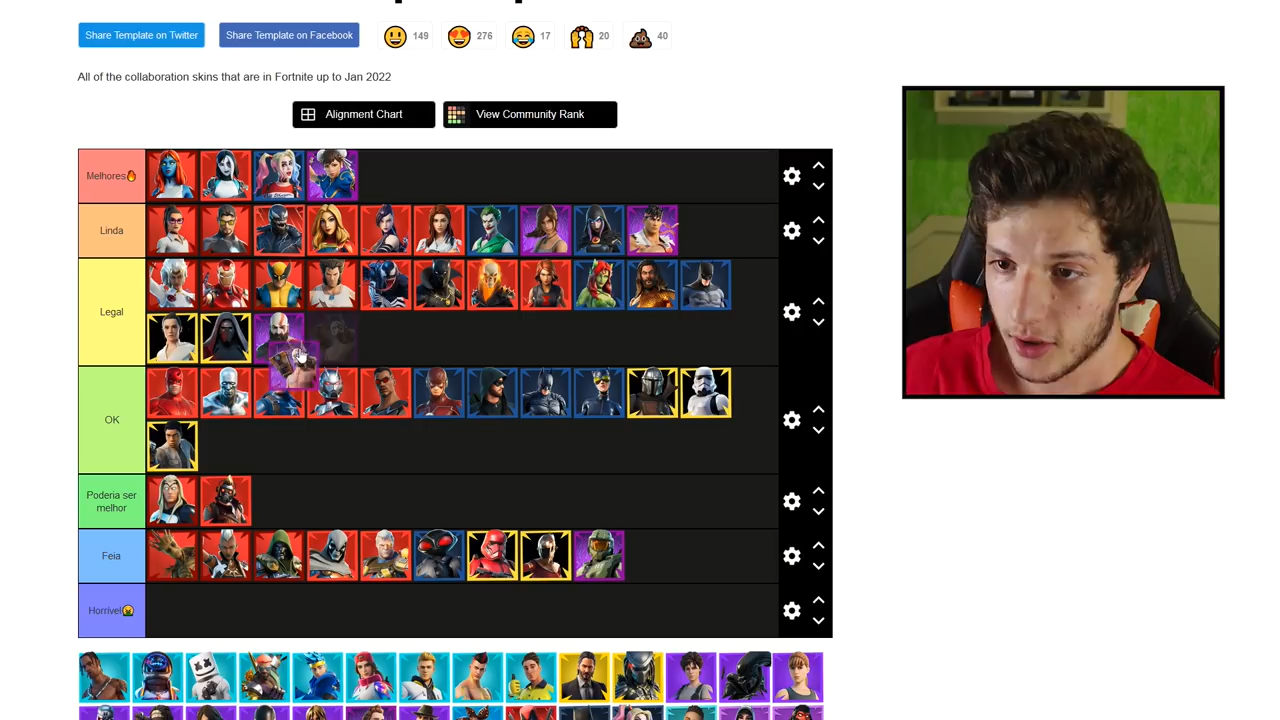 Share Template on Twitter
Share Template on Facebook
149
276
17
20
40
All of the collaboration skins that are in Fortnite up to Jan 2022
Alignment Chart
View Community Rank
Melhores🔥
Linda
Legal
OK
Poderia ser
melhor
Feia
Horrível🤮